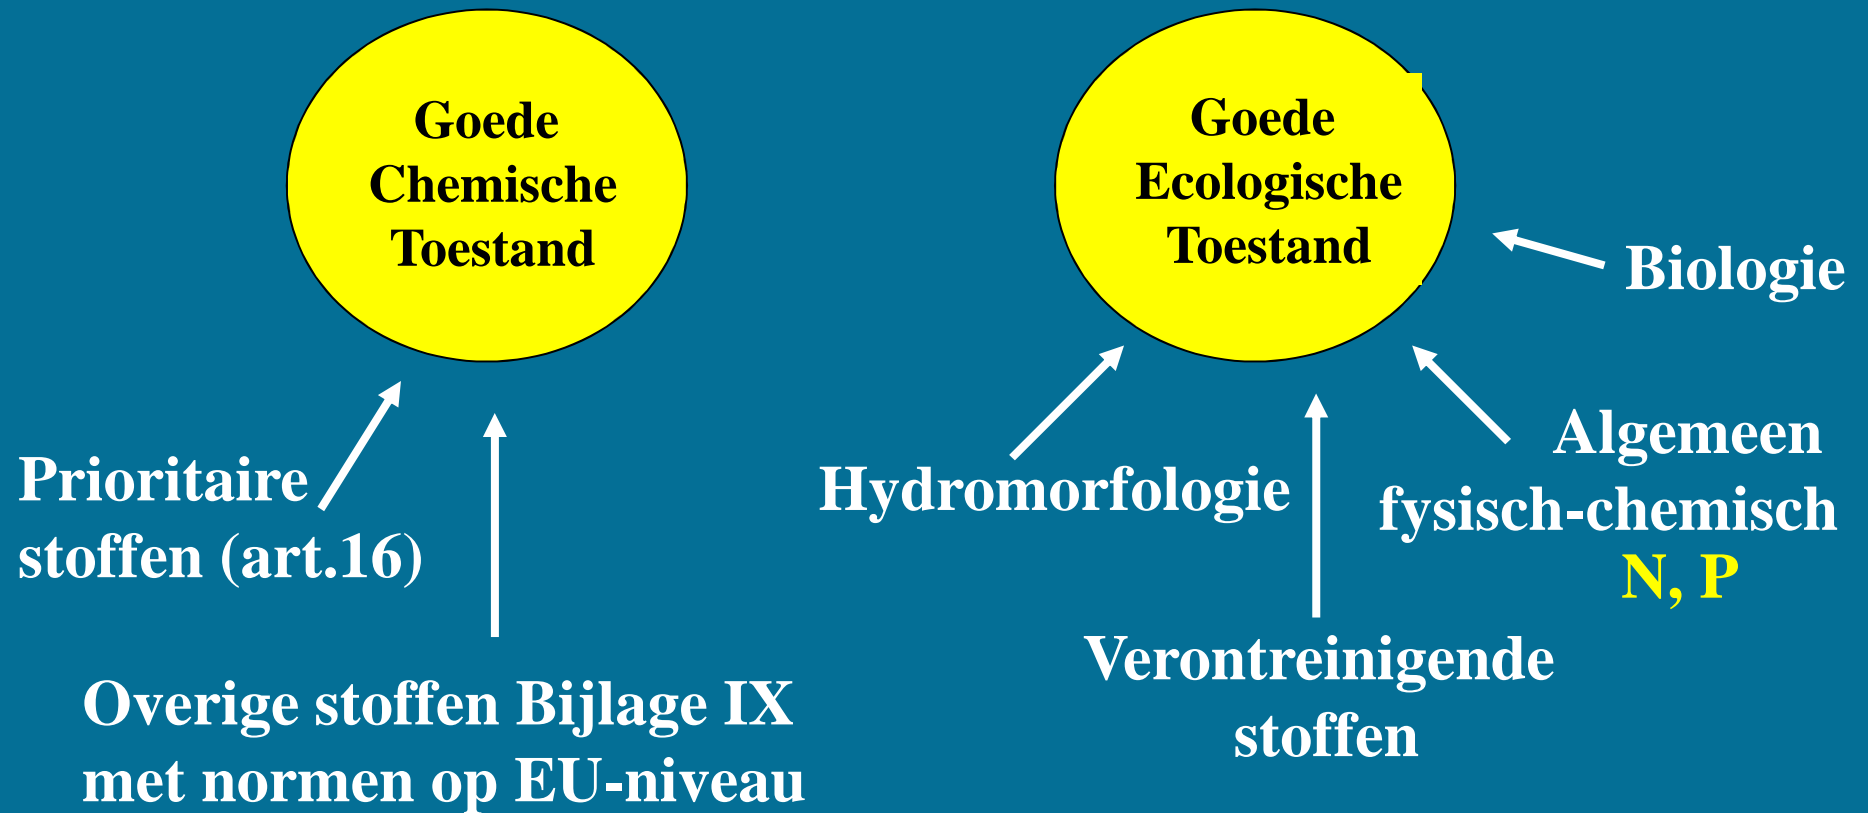 Goede
Chemische
Toestand
Prioritaire
stoffen (art.16)
Overige stoffen Bijlage IX
met normen op EU-niveau
Goede
Ecologische
Toestand
Biologie
Hydromorfologie
Algemeen
fysisch-chemisch
N, P
Verontreinigende
stoffen